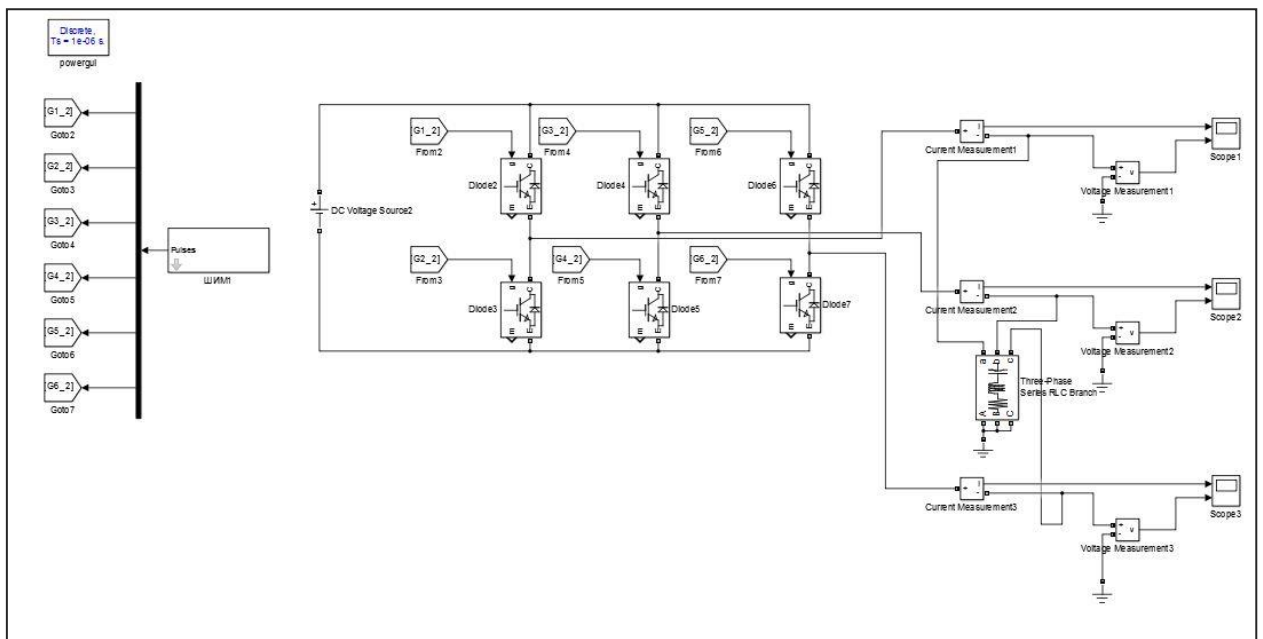 Discrete,
Ts = 1e-06 s.
powergui
[G1_2]
Goto2
[G2_2]
Goto3
[G3_2]
Goto4
[G4_2]
Goto5
[G5_2]
Goto6
[G6_2]
Goto7
Pulses
ШИМ1
+
DC Voltage Source2
[G1_2]
From2
[G3_2]
From4
[G5_2]
From6
g C
Diode2
m E
g C
Diode4
m E
g C
Diode6
m E
[G2_2]
From3
[G4_2]
From5
[G6_2]
From7
g C
Diode3
m E
g C
Diode5
m E
g C
Diode7
m E
+ i -
Current Measurement1
+ - v
Voltage Measurement1
Scope1
+ i -
Current Measurement2
+ - v
Voltage Measurement2
Scope2
a b c
Three-Phase
Series RLC Branch
A B C
+ i -
Current Measurement3
+ - v
Voltage Measurement3
Scope3